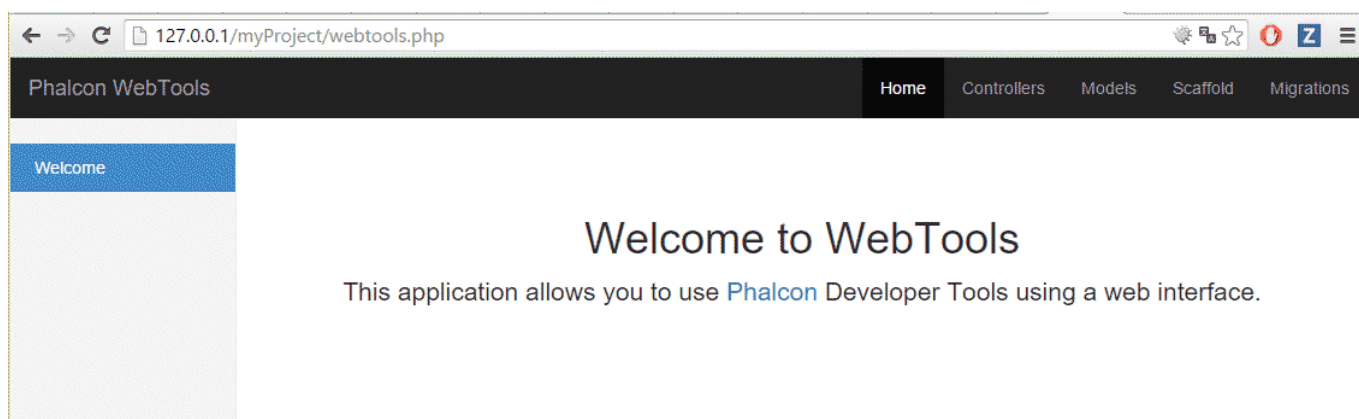 127.0.0.1/myProject/webtools.php
Z
Phalcon WebTools
Home Controllers Models Scaffold Migrations
Welcome
Welcome to WebTools
This application allows you to use Phalcon Developer Tools using a web interface.